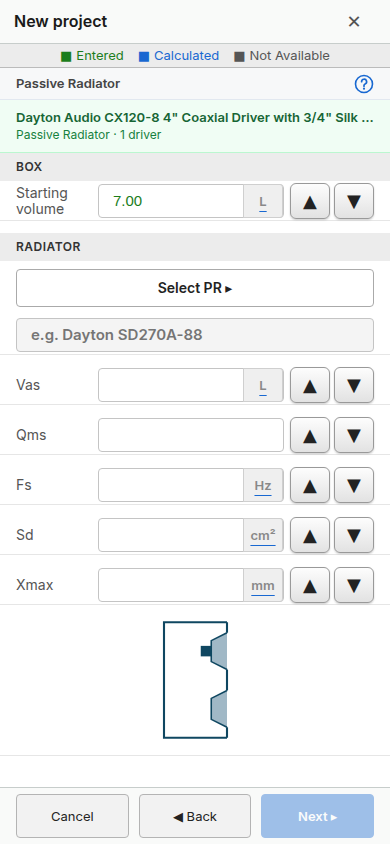 New project ✕
■ Entered ■ Calculated ■ Not Available
Passive Radiator ?
Dayton Audio CX120-8 4" Coaxial Driver with 3/4" Silk ...
Passive Radiator · 1 driver
BOX
Starting
volume
7.00 L ▲ ▼
RADIATOR
Select PR ▸
e.g. Dayton SD270A-88
Vas L ▲ ▼
Qms ▲ ▼
Fs Hz ▲ ▼
Sd cm² ▲ ▼
Xmax mm ▲ ▼
Cancel ◀ Back Next ▸